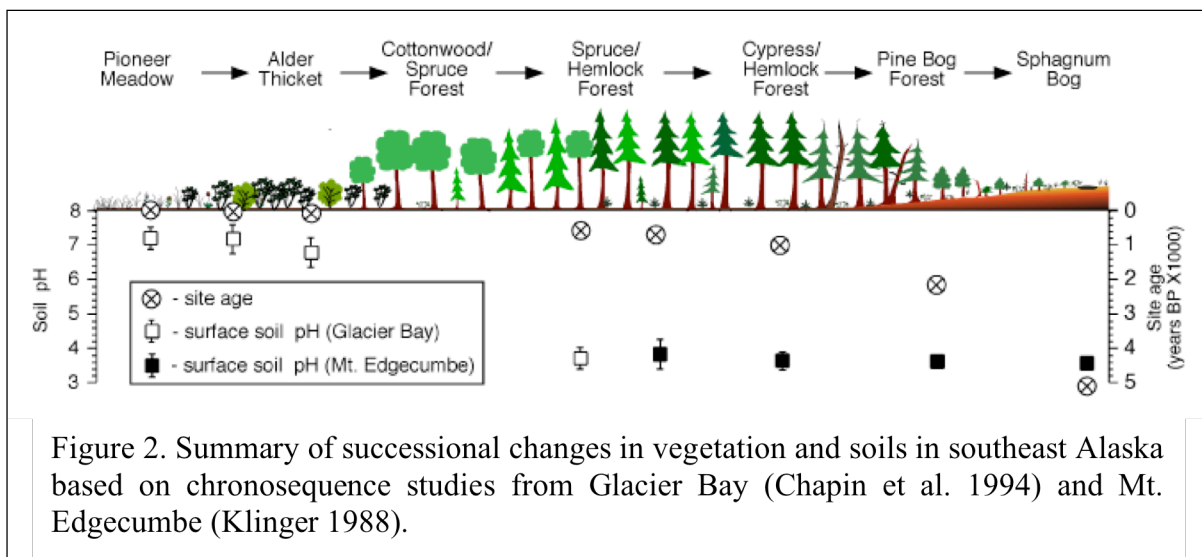 Pioneer Meadow
Alder Thicket
Cottonwood/ Spruce Forest
Spruce/ Hemlock Forest
Cypress/ Hemlock Forest
Pine Bog Forest
Sphagnum Bog
8
7
6
5
4
3
Soil pH
0
1
2
3
4
5
Site age
(years BP X1000)
- site age
- surface soil pH (Glacier Bay)
- surface soil pH (Mt. Edgecumbe)
Figure 2. Summary of successional changes in vegetation and soils in southeast Alaska
based on chronosequence studies from Glacier Bay (Chapin et al. 1994) and Mt.
Edgecumbe (Klinger 1988).